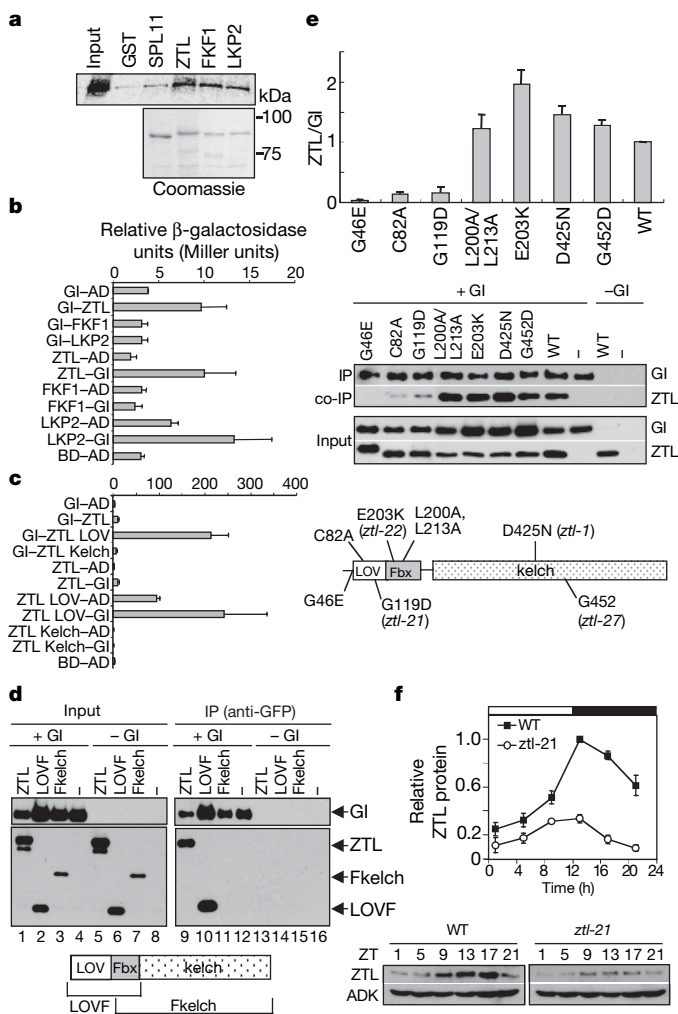 a
Input
GST
SPL11
ZTL
FKF1
LKP2
kDa
100
75
Coomassie
b
Relative β-galactosidase
units (Miller units)
0 5 10 15 20
GI–AD
GI–ZTL
GI–FKF1
GI–LKP2
ZTL–AD
ZTL–GI
FKF1–AD
FKF1–GI
LKP2–AD
LKP2–GI
BD–AD
c
0 100 200 300 400
GI–AD
GI–ZTL
GI–ZTL LOV
GI–ZTL Kelch
ZTL–AD
ZTL–GI
ZTL LOV–AD
ZTL LOV–GI
ZTL Kelch–AD
ZTL Kelch–GI
BD–AD
d
Input IP (anti-GFP)
+ GI – GI + GI – GI
ZTL LOVF Fkelch – ZTL LOVF Fkelch – ZTL LOVF Fkelch – ZTL LOVF Fkelch –
GI
ZTL
Fkelch
LOVF
1 2 3 4 5 6 7 8 9 10 11 12 13 14 15 16
LOV Fbx kelch
LOVF Fkelch
e
ZTL/GI
2
1
0
G46E
C82A
G119D
L200A/
L213A
E203K
D425N
G452D
WT
+ GI –GI
G46E
C82A
G119D
L200A/
L213A
E203K
D425N
G452D
WT
–
WT
–
IP GI
co-IP ZTL
Input GI
ZTL
E203K
(ztl-22)
L200A,
L213A
C82A
D425N (ztl-1)
LOV Fbx kelch
G46E
G119D
(ztl-21)
G452
(ztl-27)
f
WT
ztl-21
Relative
ZTL protein
1.0
0.6
0.2
0
0 4 8 12 16 20 24
Time (h)
WT ztl-21
ZT 1 5 9 13 17 21 1 5 9 13 17 21
ZTL
ADK